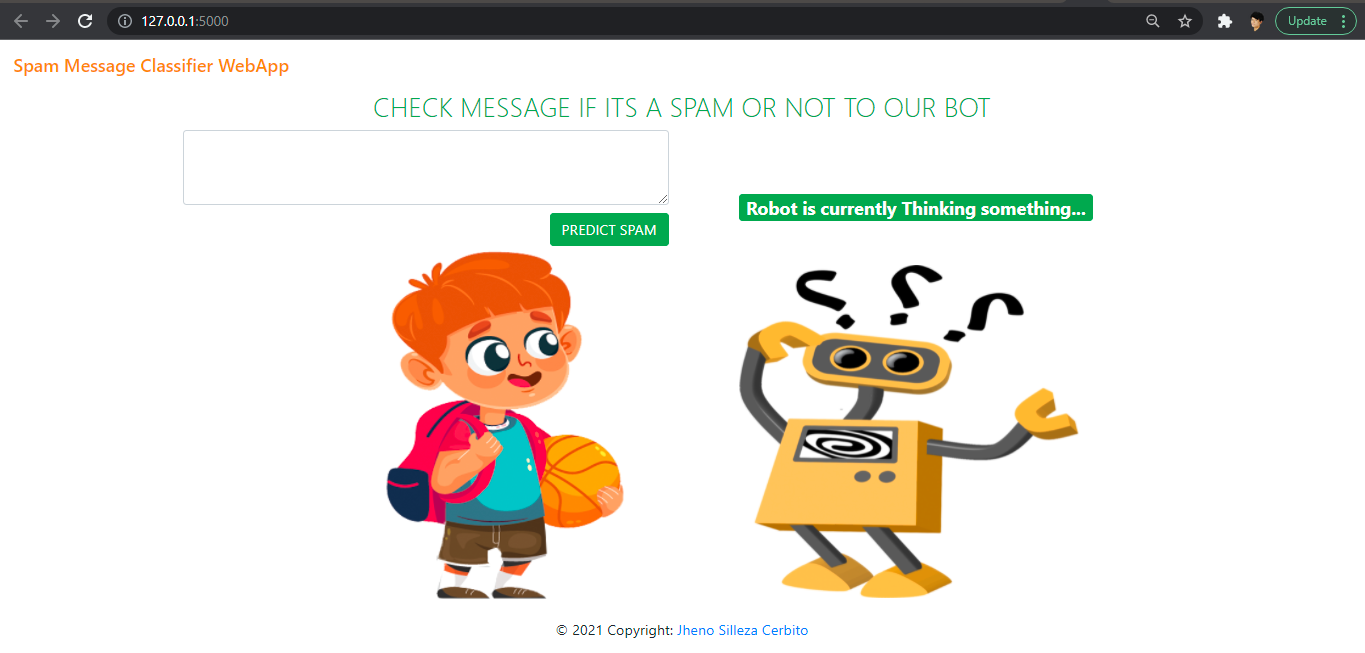 127.0.0.1:5000
Update
Spam Message Classifier WebApp
CHECK MESSAGE IF ITS A SPAM OR NOT TO OUR BOT
Robot is currently Thinking something...
PREDICT SPAM
? ? ?
© 2021 Copyright: Jheno Silleza Cerbito